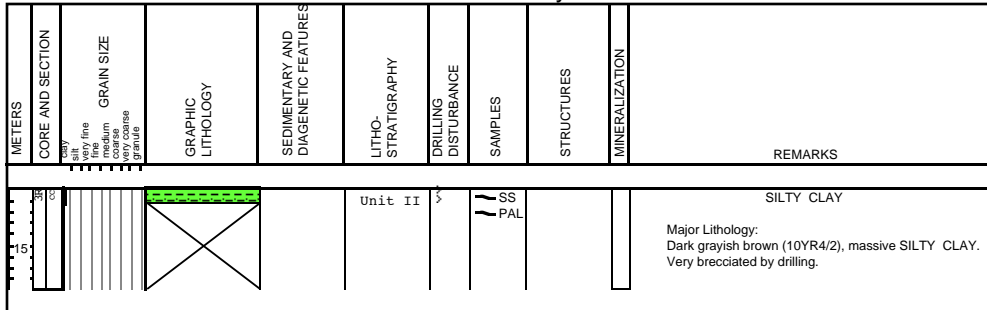 METERS
CORE AND SECTION
clay
silt
very fine
fine
medium
coarse
very coarse
granule
GRAIN SIZE
GRAPHIC
LITHOLOGY
SEDIMENTARY AND
DIAGENETIC FEATURES
LITHO-
STRATIGRAPHY
DRILLING
DISTURBANCE
SAMPLES
STRUCTURES
MINERALIZATION
REMARKS
3R
Unit II
SS
PAL
15
SILTY CLAY
Major Lithology:
Dark grayish brown (10YR4/2), massive SILTY CLAY.
Very brecciated by drilling.